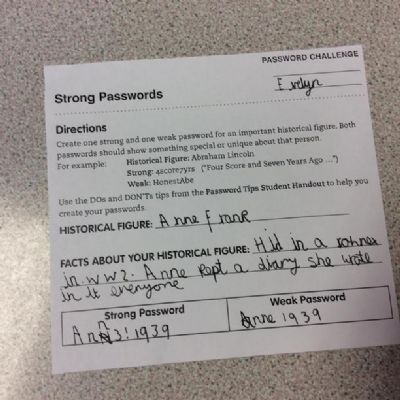 PASSWORD CHALLENGE
Evelyn
Strong Passwords
Directions
Create one strong and one weak password for an important historical figure. Both
passwords should show something special or unique about that person.
For example: Historical Figure: Abraham Lincoln
Strong: 4score7yrs ("Four Score and Seven Years Ago ...")
Weak: HonestAbe
Use the DOs and DON'Ts tips from the Password Tips Student Handout to help you
create your passwords.
HISTORICAL FIGURE: Anne Frank
FACTS ABOUT YOUR HISTORICAL FIGURE: Hid in a
in WW2. Anne kept a diary she wrote
in it everyone
Strong Password
Weak Password
3!1939
Anne 1939